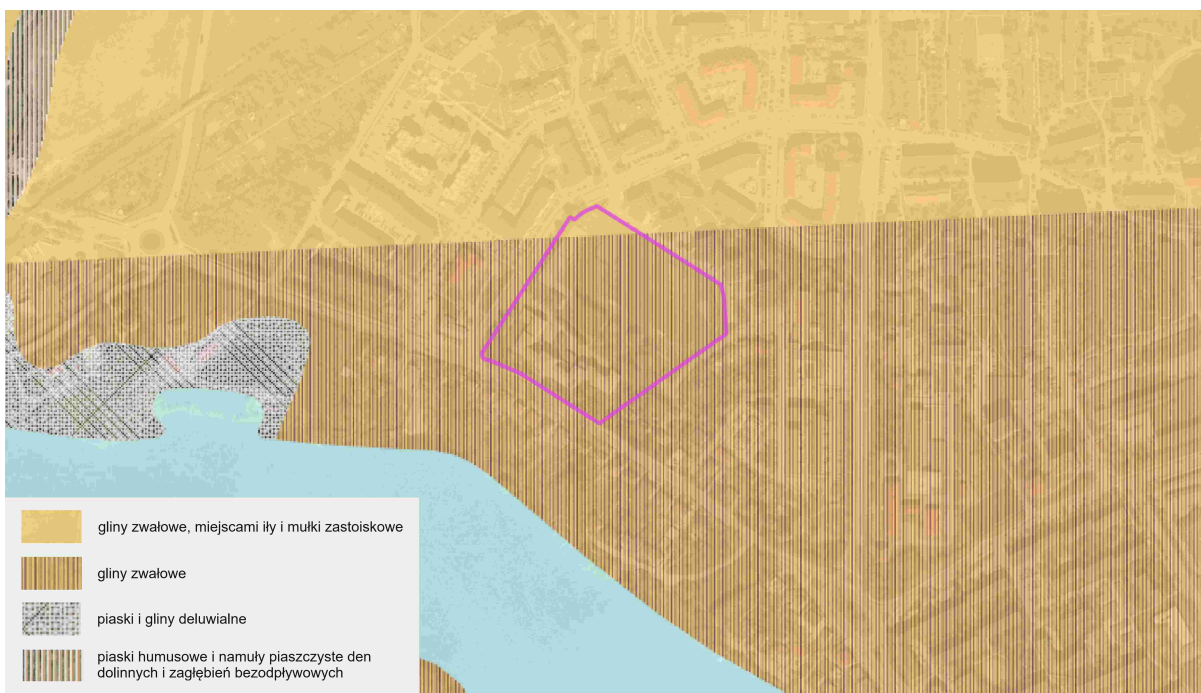 gliny zwałowe, miejscami iły i mułki zastoiskowe
gliny zwałowe
piaski i gliny deluwialne
piaski humusowe i namuły piaszczyste den
dolinnych i zagłębień bezodpływowych